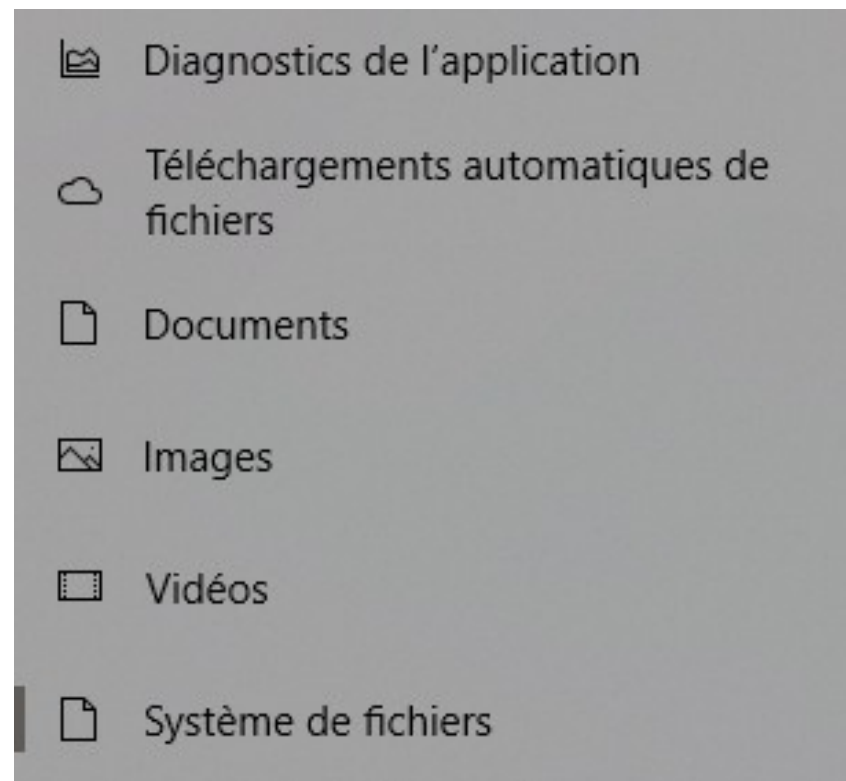 Diagnostics de l’application
Téléchargements automatiques de
fichiers
Documents
Images
Vidéos
Système de fichiers